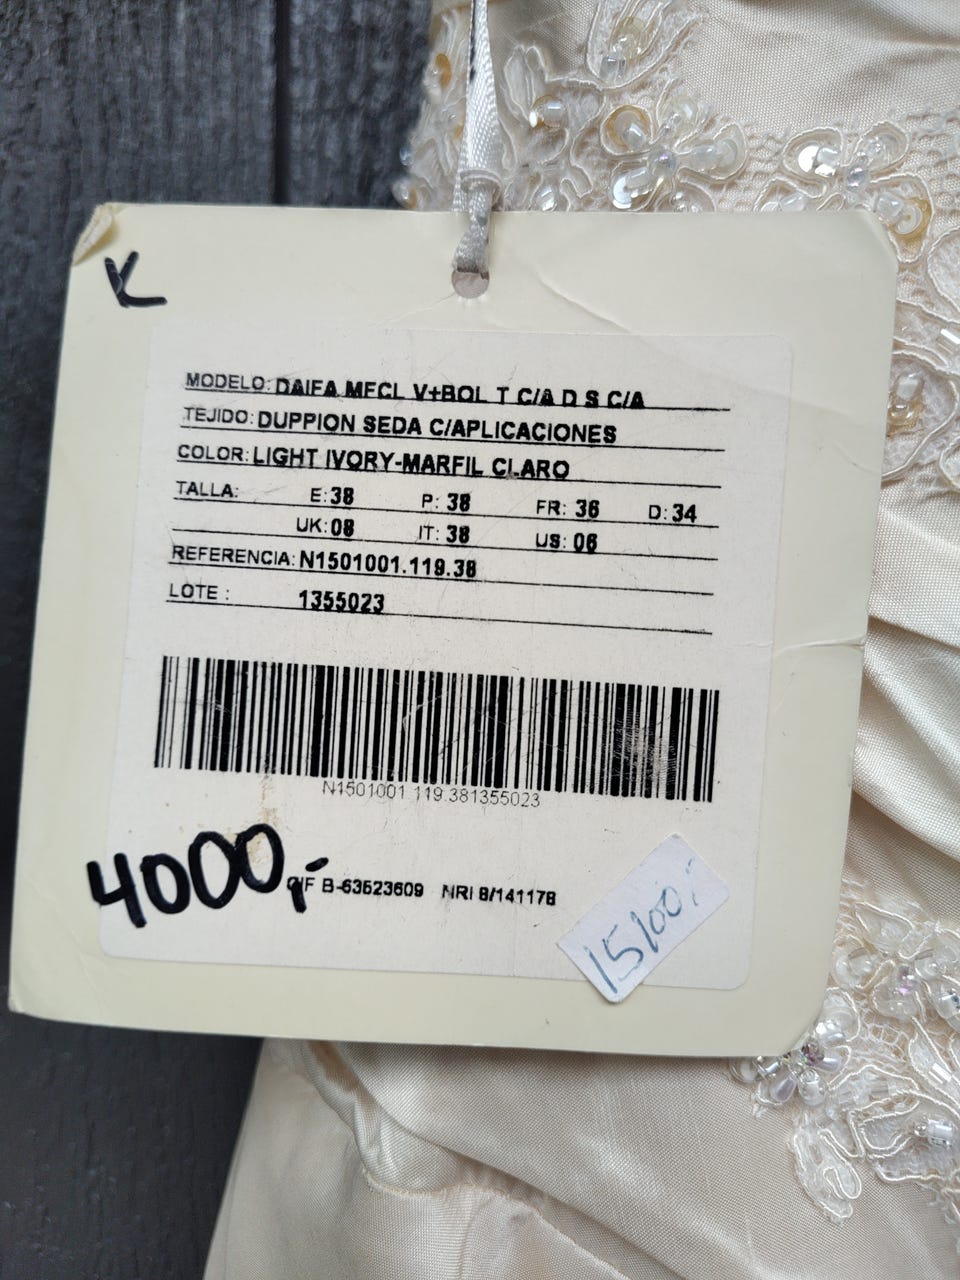 K
MODELO: DAIFA MFCL V+BOL T C/A D S C/A
TEJIDO: DUPPION SEDA C/APLICACIONES
COLOR: LIGHT IVORY-MARFIL CLARO
TALLA: E: 38 P: 38 FR: 36 D: 34
UK: 08 IT: 38 US: 06
REFERENCIA: N1501001.119.38
LOTE : 1355023
N1501001.119.381355023
4000,-
CIF B-63523609 NRI 8/141178
15100,-